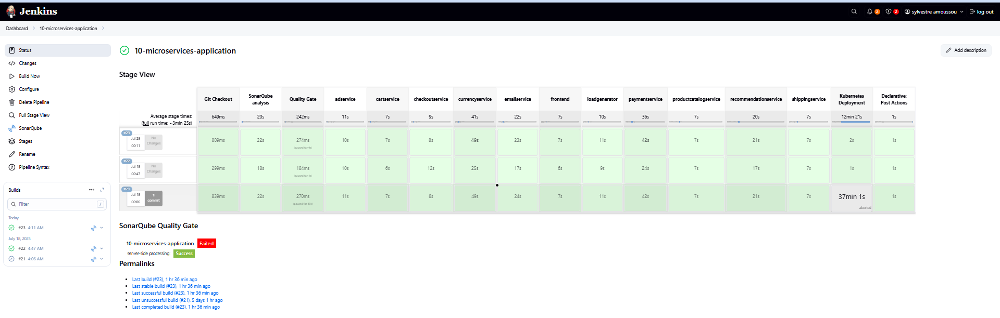 Jenkins
2
2
sylvestre amoussou
log out
Dashboard
10-microservices-application
Status
Changes
Build Now
Configure
Delete Pipeline
Full Stage View
SonarQube
Stages
Rename
Pipeline Syntax
Builds
Filter
/
Today
#23 4:11 AM
July 18, 2025
#22 4:47 AM
#21 4:06 AM
10-microservices-application
Add description
Stage View
Git Checkout
SonarQube analysis
Quality Gate
adservice
cartservice
checkoutservice
currencyservice
emailservice
frontend
loadgenerator
paymentservice
productcatalogservice
recommendationservice
shippingservice
Kubernetes Deployment
Declarative: Post Actions
Average stage times:
(full run time: ~3min 25s)
649ms 20s 242ms 11s 7s 9s 41s 22s 7s 10s 36s 7s 20s 7s 12min 21s 1s
#23
Jul 23
00:11
No Changes
809ms 22s 274ms 10s 7s 8s 49s 23s 7s 11s 42s 7s 21s 7s 2s 1s
(paused for 9s)
#22
Jul 18
00:47
No Changes
299ms 18s 184ms 10s 6s 12s 25s 17s 6s 9s 24s 7s 17s 7s 1s 1s
#21
Jul 18
00:06
1 commit
839ms 22s 270ms 11s 7s 8s 49s 24s 7s 11s 42s 7s 21s 7s 37min 1s 1s
(paused for 10s)
aborted
SonarQube Quality Gate
10-microservices-application Failed
server-side processing: Success
Permalinks
Last build (#23), 1 hr 36 min ago
Last stable build (#23), 1 hr 36 min ago
Last successful build (#23), 1 hr 36 min ago
Last unsuccessful build (#21), 5 days 1 hr ago
Last completed build (#23), 1 hr 36 min ago